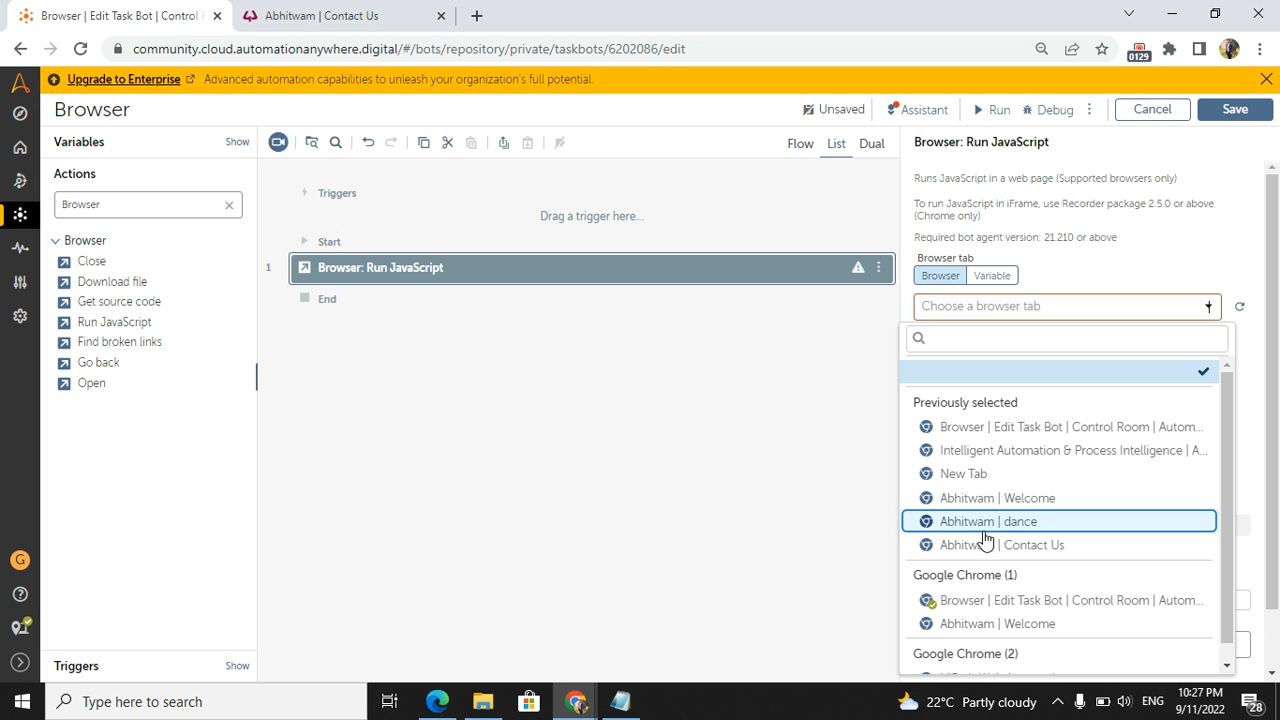 Browser | Edit Task Bot | Control R
Abhitwam | Contact Us
community.cloud.automationanywhere.digital/#/bots/repository/private/taskbots/6202086/edit
0129
Upgrade to Enterprise Advanced automation capabilities to unleash your organization's full potential.
Browser
Unsaved
Assistant
Run
Debug
Cancel
Save
Variables
Show
Flow
List
Dual
Actions
Browser
Browser
Close
Download file
Get source code
Run JavaScript
Find broken links
Go back
Open
Triggers
Show
Triggers
Drag a trigger here...
Start
1
Browser: Run JavaScript
End
Browser: Run JavaScript
Runs JavaScript in a web page (Supported browsers only)
To run JavaScript in iFrame, use Recorder package 2.5.0 or above
(Chrome only)
Required bot agent version: 21.210 or above
Browser tab
Browser
Variable
Choose a browser tab
Previously selected
Browser | Edit Task Bot | Control Room | Autom...
Intelligent Automation & Process Intelligence | A...
New Tab
Abhitwam | Welcome
Abhitwam | dance
Abhitw | Contact Us
Google Chrome (1)
Browser | Edit Task Bot | Control Room | Autom...
Abhitwam | Welcome
Google Chrome (2)
G
Type here to search
22°C Partly cloudy
ENG
10:27 PM
9/11/2022
28